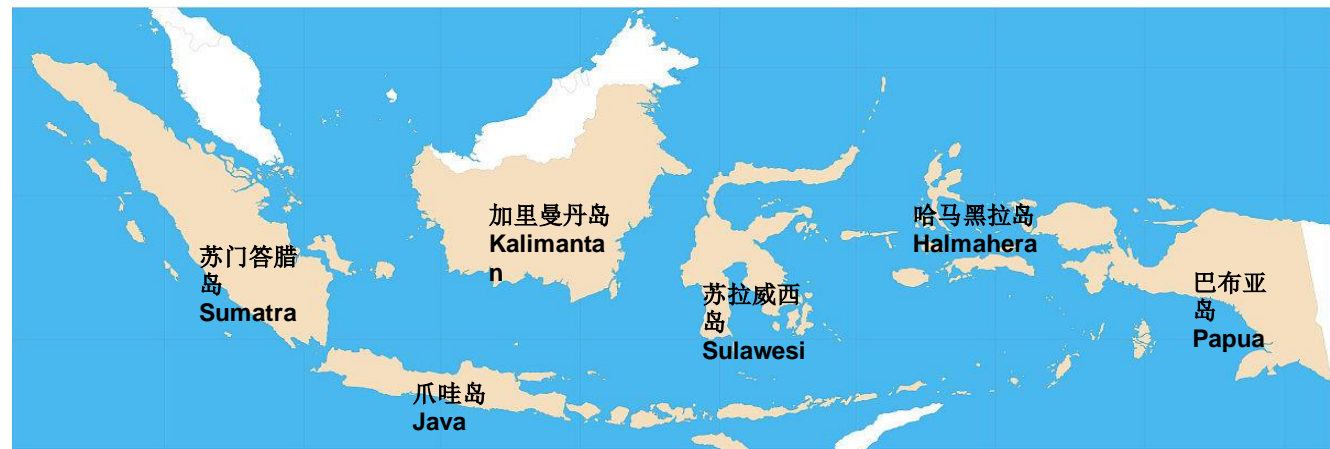 苏门答腊
岛
Sumatra
加里曼丹岛
Kalimanta
n
爪哇岛
Java
苏拉威西
岛
Sulawesi
哈马黑拉岛
Halmahera
巴布亚
岛
Papua